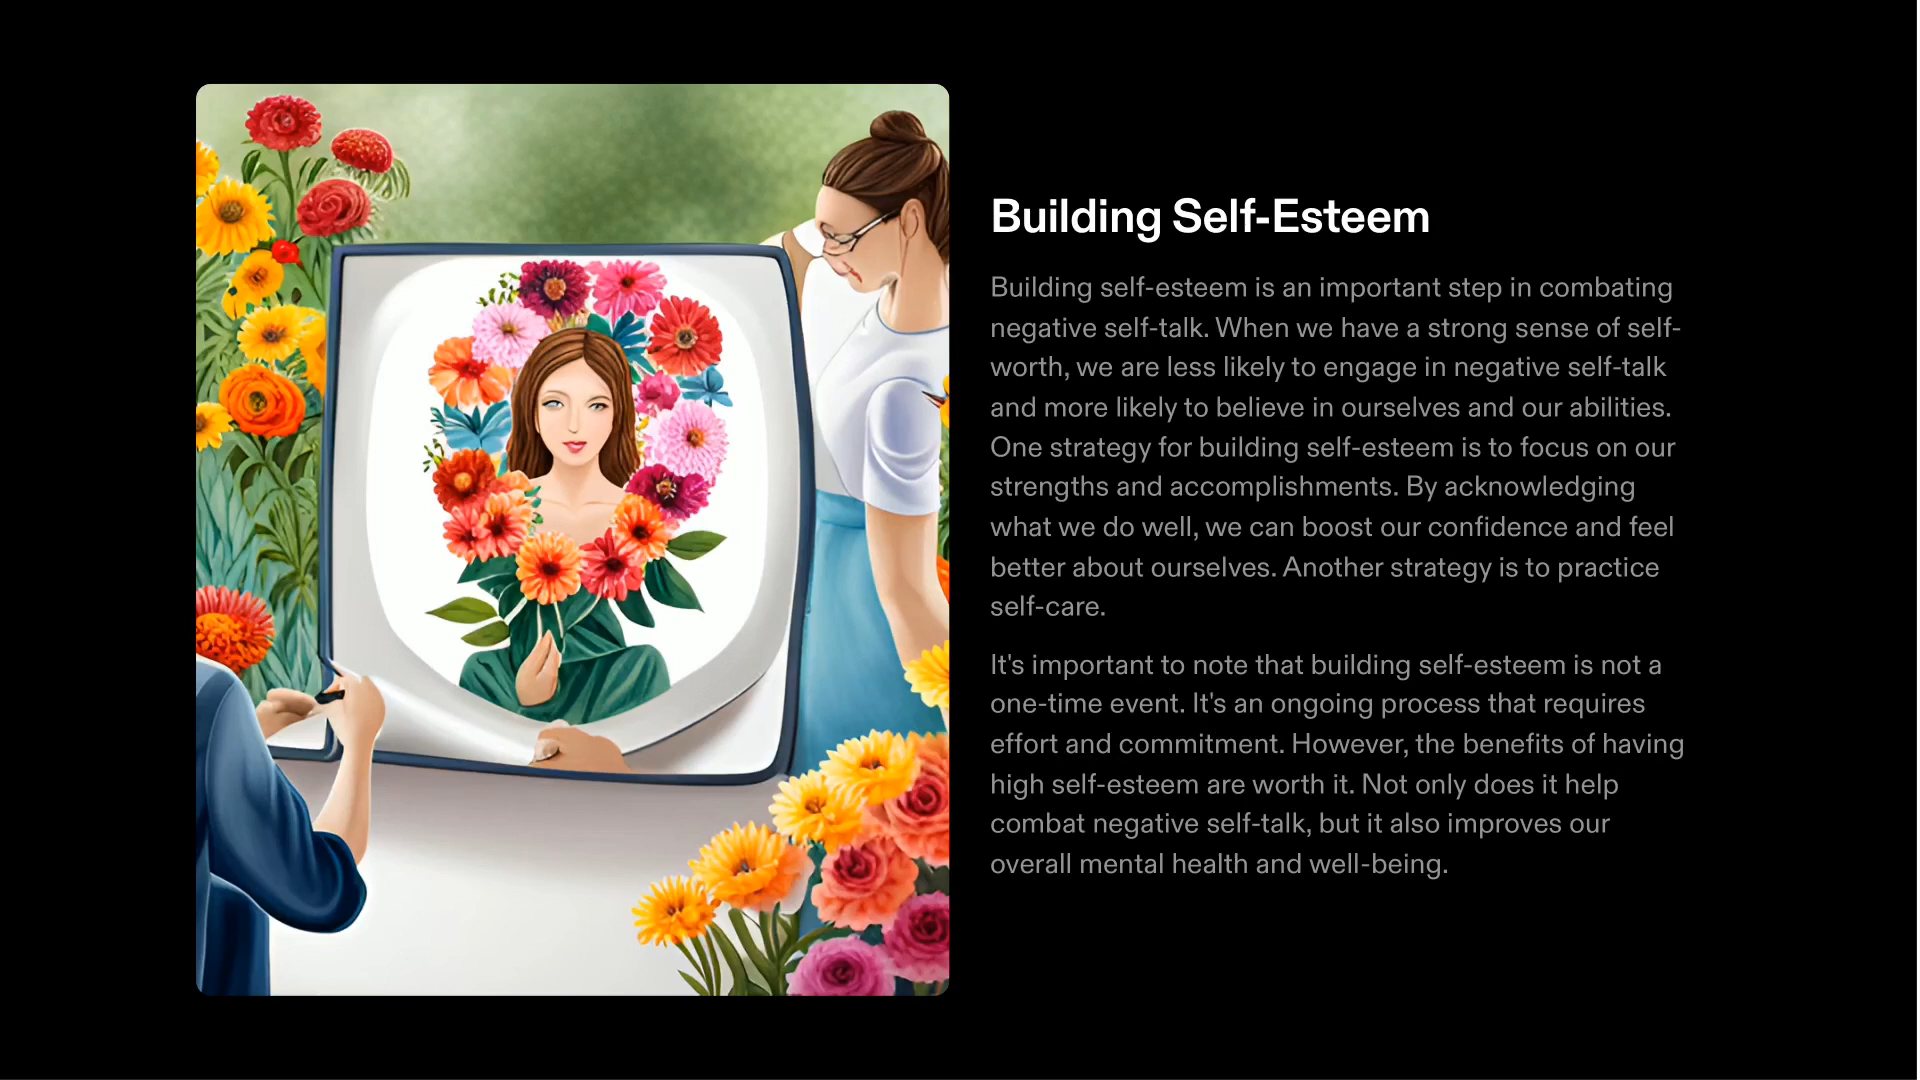 Building Self-Esteem
Building self-esteem is an important step in combating
negative self-talk. When we have a strong sense of self-
worth, we are less likely to engage in negative self-talk
and more likely to believe in ourselves and our abilities.
One strategy for building self-esteem is to focus on our
strengths and accomplishments. By acknowledging
what we do well, we can boost our confidence and feel
better about ourselves. Another strategy is to practice
self-care.
It's important to note that building self-esteem is not a
one-time event. It's an ongoing process that requires
effort and commitment. However, the benefits of having
high self-esteem are worth it. Not only does it help
combat negative self-talk, but it also improves our
overall mental health and well-being.